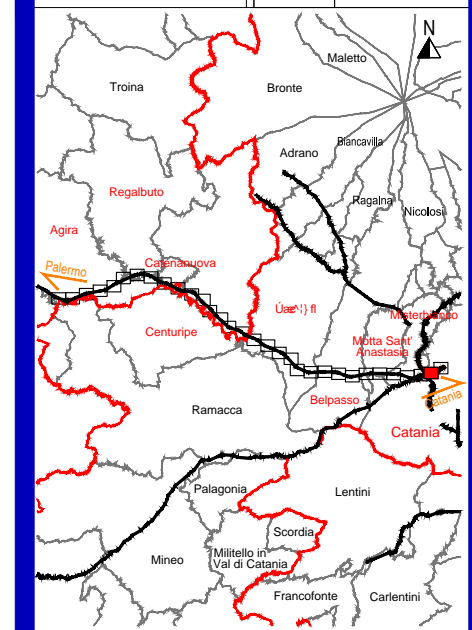 N
Maletto
Troina
Bronte
Biancavilla
Adrano
Regalbuto
Ragalna
Nicolosi
Agira
Catenanuova
Palermo
Misterbianco
Centuripe
Motta Sant'
Anastasia
Belpasso
Catania
Ramacca
Catania
Palagonia
Lentini
Scordia
Mineo
Militello in
Val di Catania
Francofonte
Carlentini